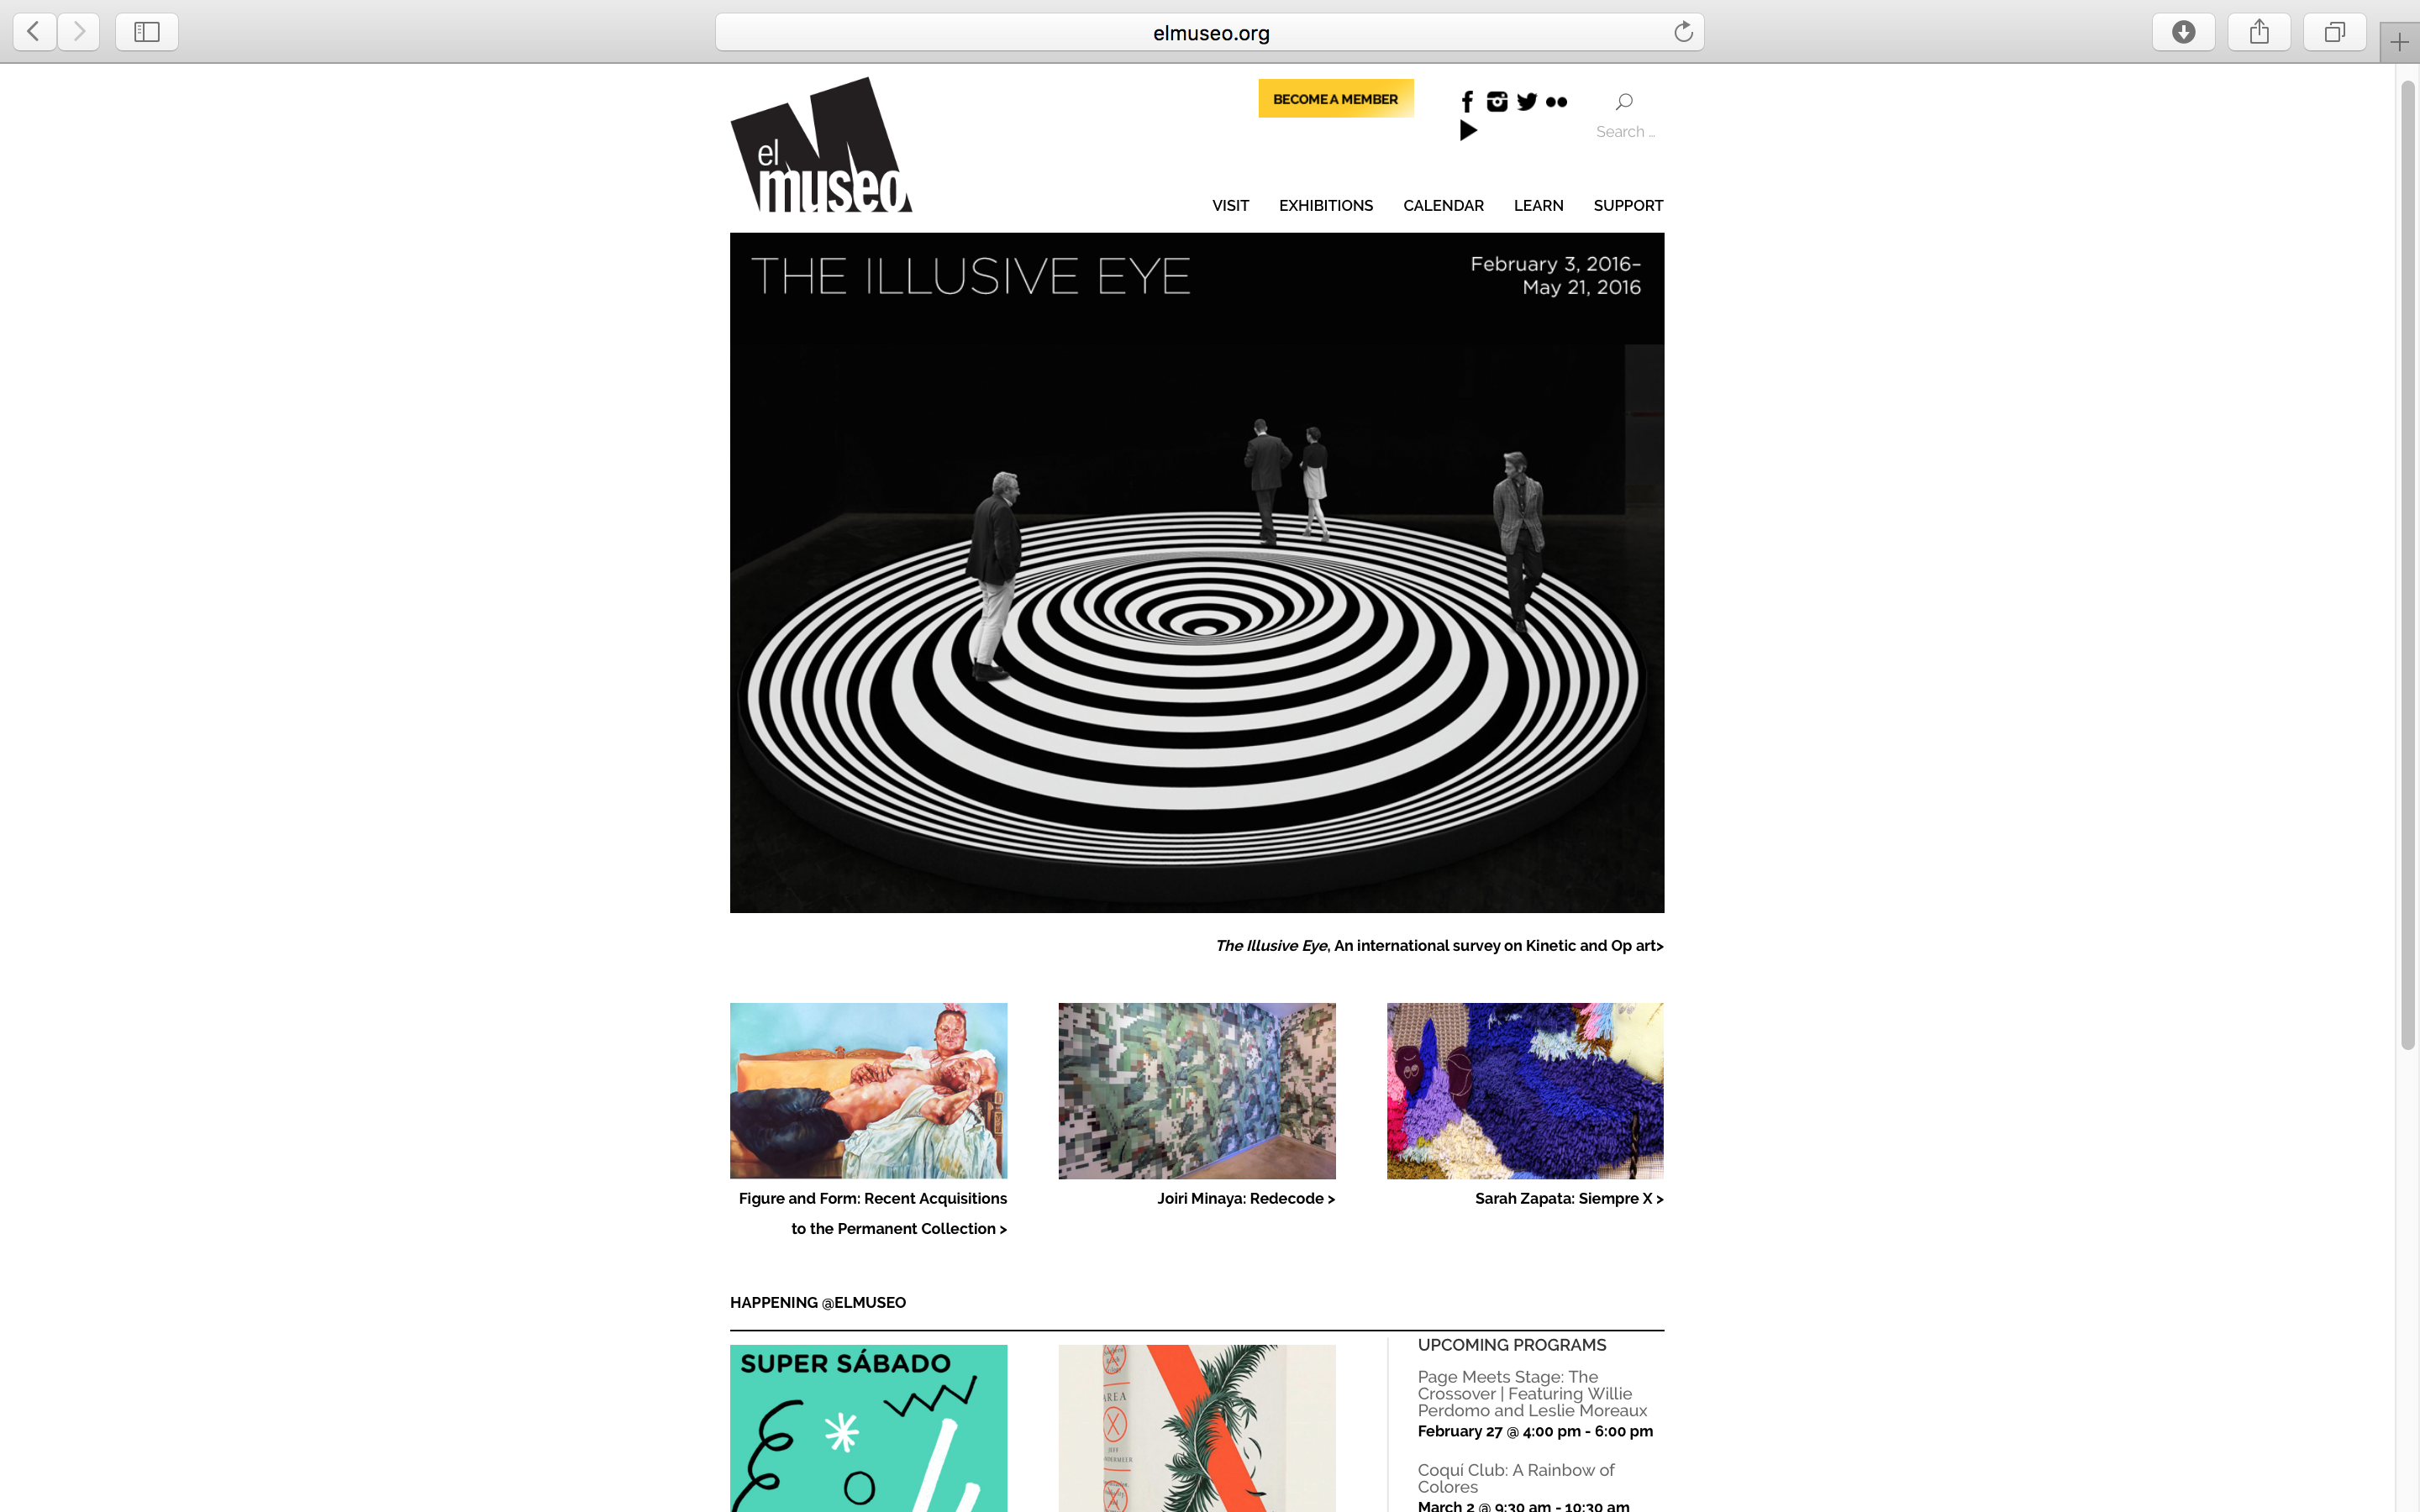 elmuseo.org
el
museo
BECOME A MEMBER
Search ...
VISIT EXHIBITIONS CALENDAR LEARN SUPPORT
THE ILLUSIVE EYE
February 3, 2016–
May 21, 2016
The Illusive Eye, An international survey on Kinetic and Op art>
Figure and Form: Recent Acquisitions
to the Permanent Collection >
Joiri Minaya: Redecode >
Sarah Zapata: Siempre X >
HAPPENING @ELMUSEO
SUPER SÁBADO
AREA
X
JEFF
X
UPCOMING PROGRAMS
Page Meets Stage: The
Crossover | Featuring Willie
Perdomo and Leslie Moreaux
February 27 @ 4:00 pm - 6:00 pm
Coquí Club: A Rainbow of
Colores
March 2 @ 9:30 am - 10:30 am